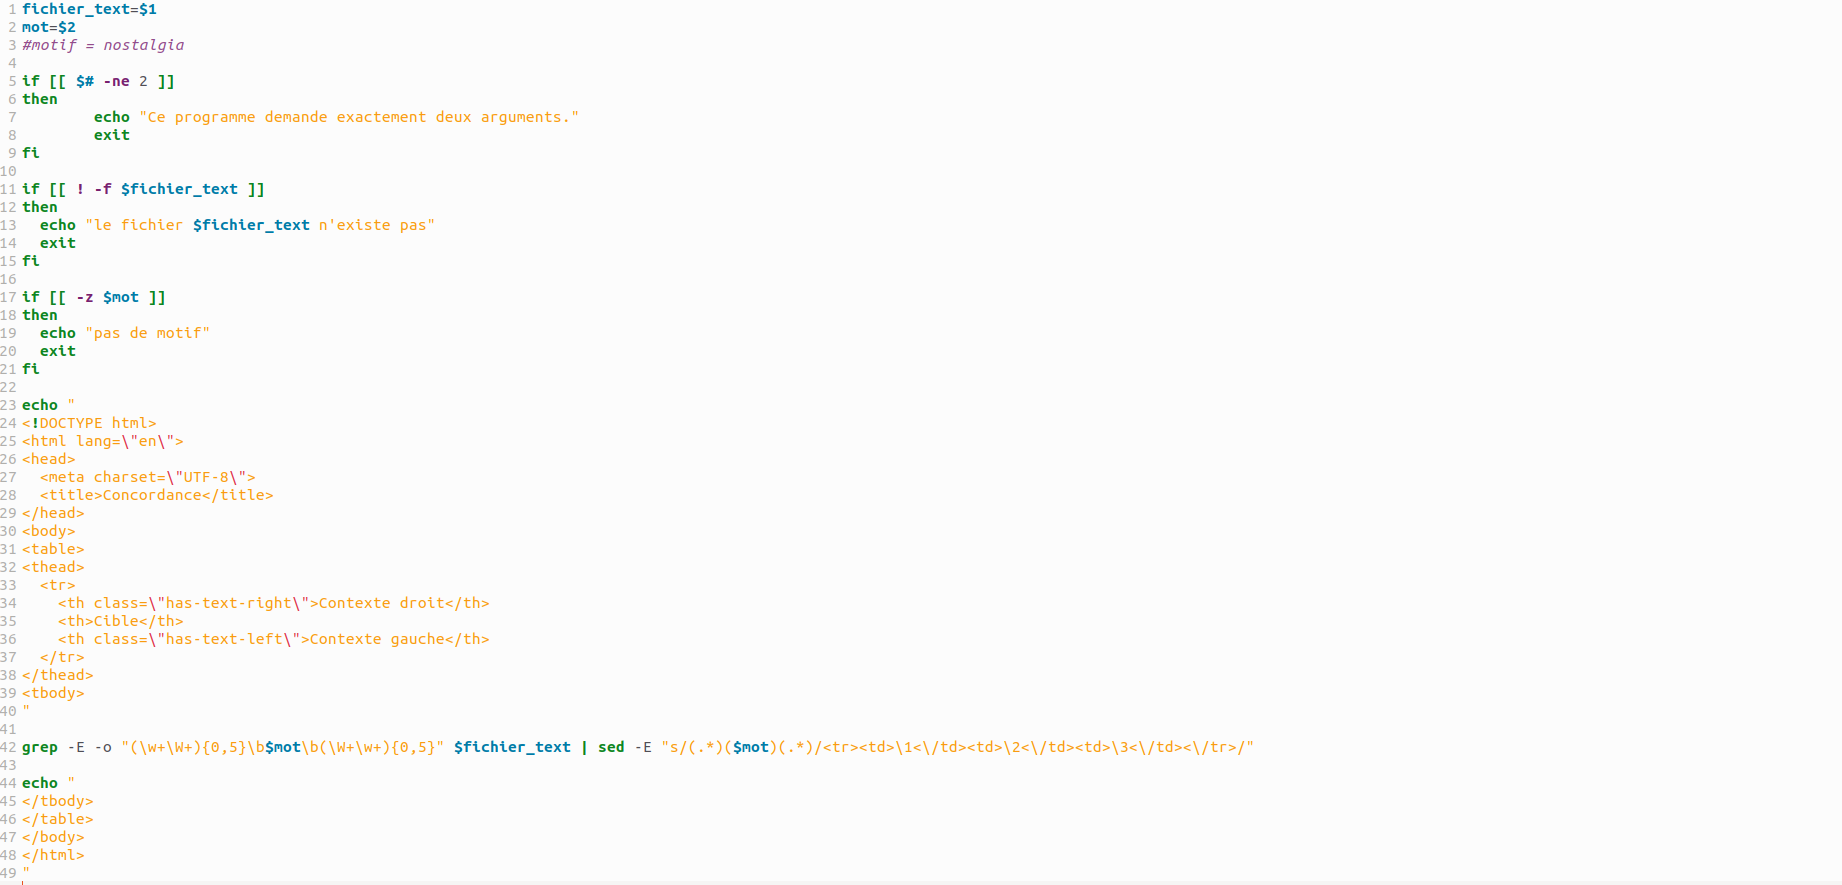 1 fichier_text=$1
2 mot=$2
3 #motif = nostalgia
4
5 if [[ $# -ne 2 ]]
6 then
7         echo "Ce programme demande exactement deux arguments."
8         exit
9 fi
10
11 if [[ ! -f $fichier_text ]]
12 then
13   echo "le fichier $fichier_text n'existe pas"
14   exit
15 fi
16
17 if [[ -z $mot ]]
18 then
19   echo "pas de motif"
20   exit
21 fi
22
23 echo "
24 <!DOCTYPE html>
25 <html lang=\"en\">
26 <head>
27   <meta charset=\"UTF-8\">
28   <title>Concordance</title>
29 </head>
30 <body>
31 <table>
32 <thead>
33   <tr>
34     <th class=\"has-text-right\">Contexte droit</th>
35     <th>Cible</th>
36     <th class=\"has-text-left\">Contexte gauche</th>
37   </tr>
38 </thead>
39 <tbody>
40 "
41
42 grep -E -o "(\w+\W+){0,5}\b$mot\b(\W+\w+){0,5}" $fichier_text | sed -E "s/(.*)($mot)(.*)/<tr><td>\1<\/td><td>\2<\/td><td>\3<\/td><\/tr>/"
43
44 echo "
45 </tbody>
46 </table>
47 </body>
48 </html>
49 "